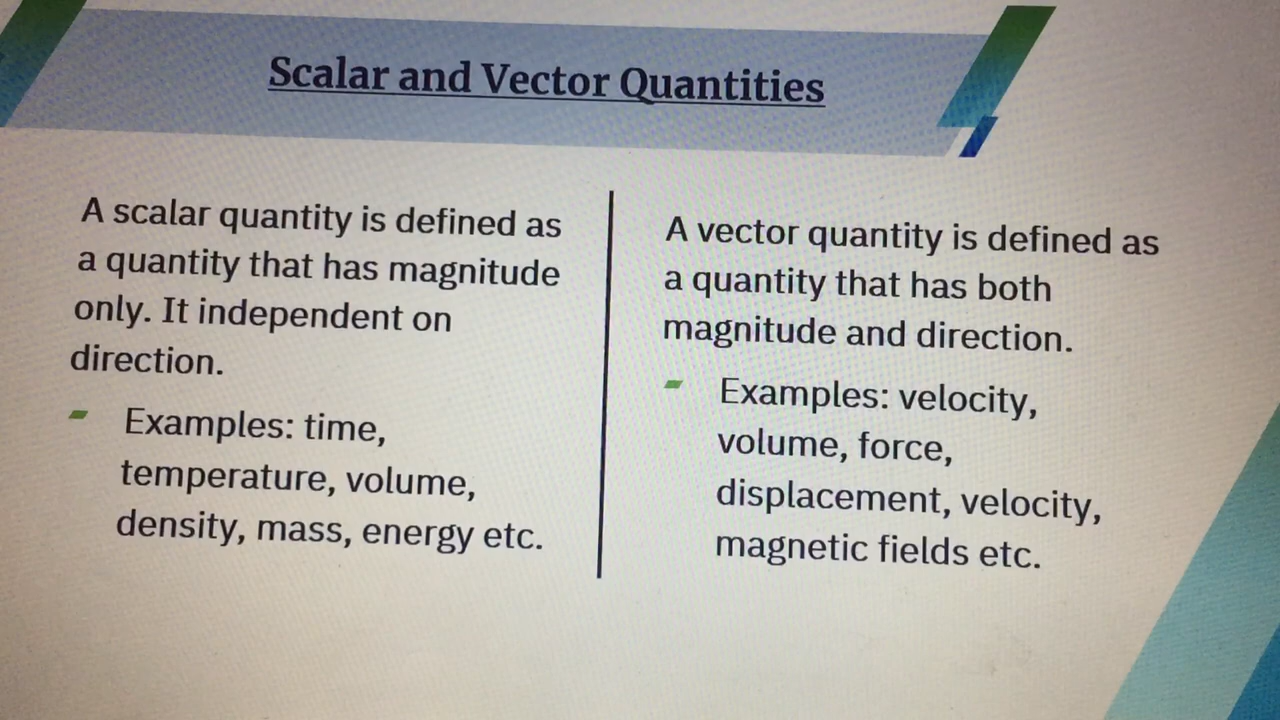 Scalar and Vector Quantities
A scalar quantity is defined as
a quantity that has magnitude
only. It independent on
direction.
Examples: time,
temperature, volume,
density, mass, energy etc.
A vector quantity is defined as
a quantity that has both
magnitude and direction.
Examples: velocity,
volume, force,
displacement, velocity,
magnetic fields etc.